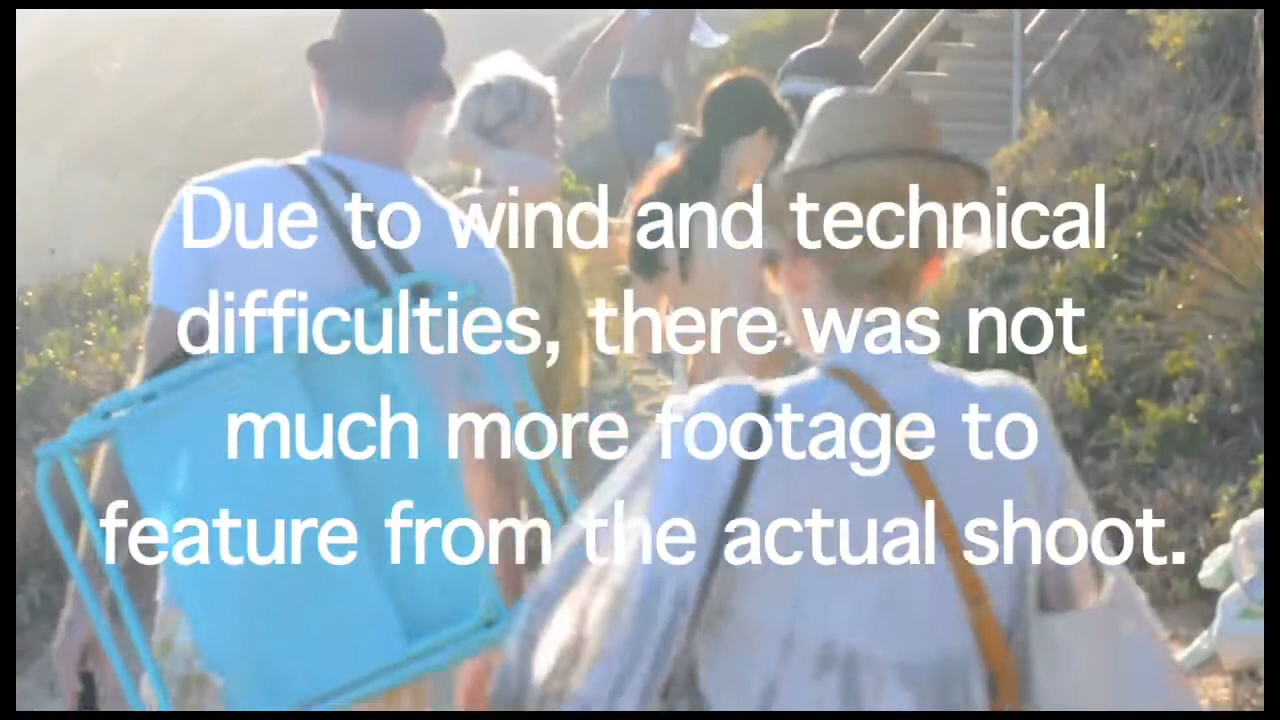 Due to wind and technical
difficulties, there was not
much more footage to
feature from the actual shoot.